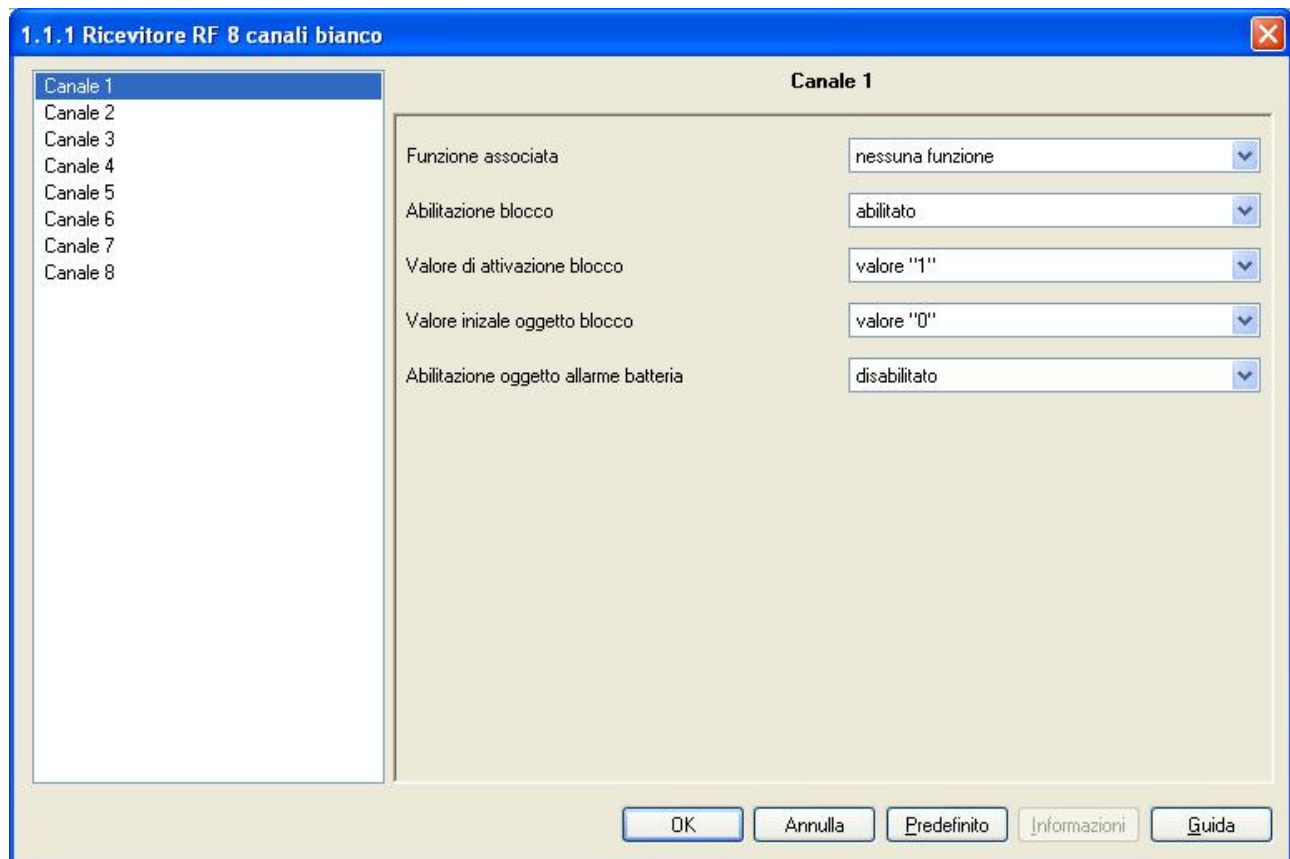 1.1.1 Ricevitore RF 8 canali bianco
Canale 1
Canale 2
Canale 3
Canale 4
Canale 5
Canale 6
Canale 7
Canale 8
Canale 1
Funzione associata nessuna funzione
Abilitazione blocco abilitato
Valore di attivazione blocco valore "1"
Valore inizale oggetto blocco valore "0"
Abilitazione oggetto allarme batteria disabilitato
OK Annulla Predefinito Informazioni Guida